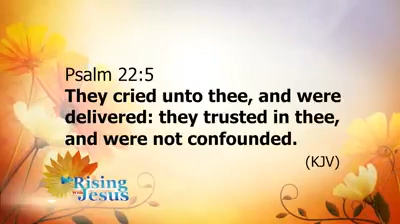 Psalm 22:5
They cried unto thee, and were
delivered: they trusted in thee,
and were not confounded.
(KJV)
Rising
With
Jesus